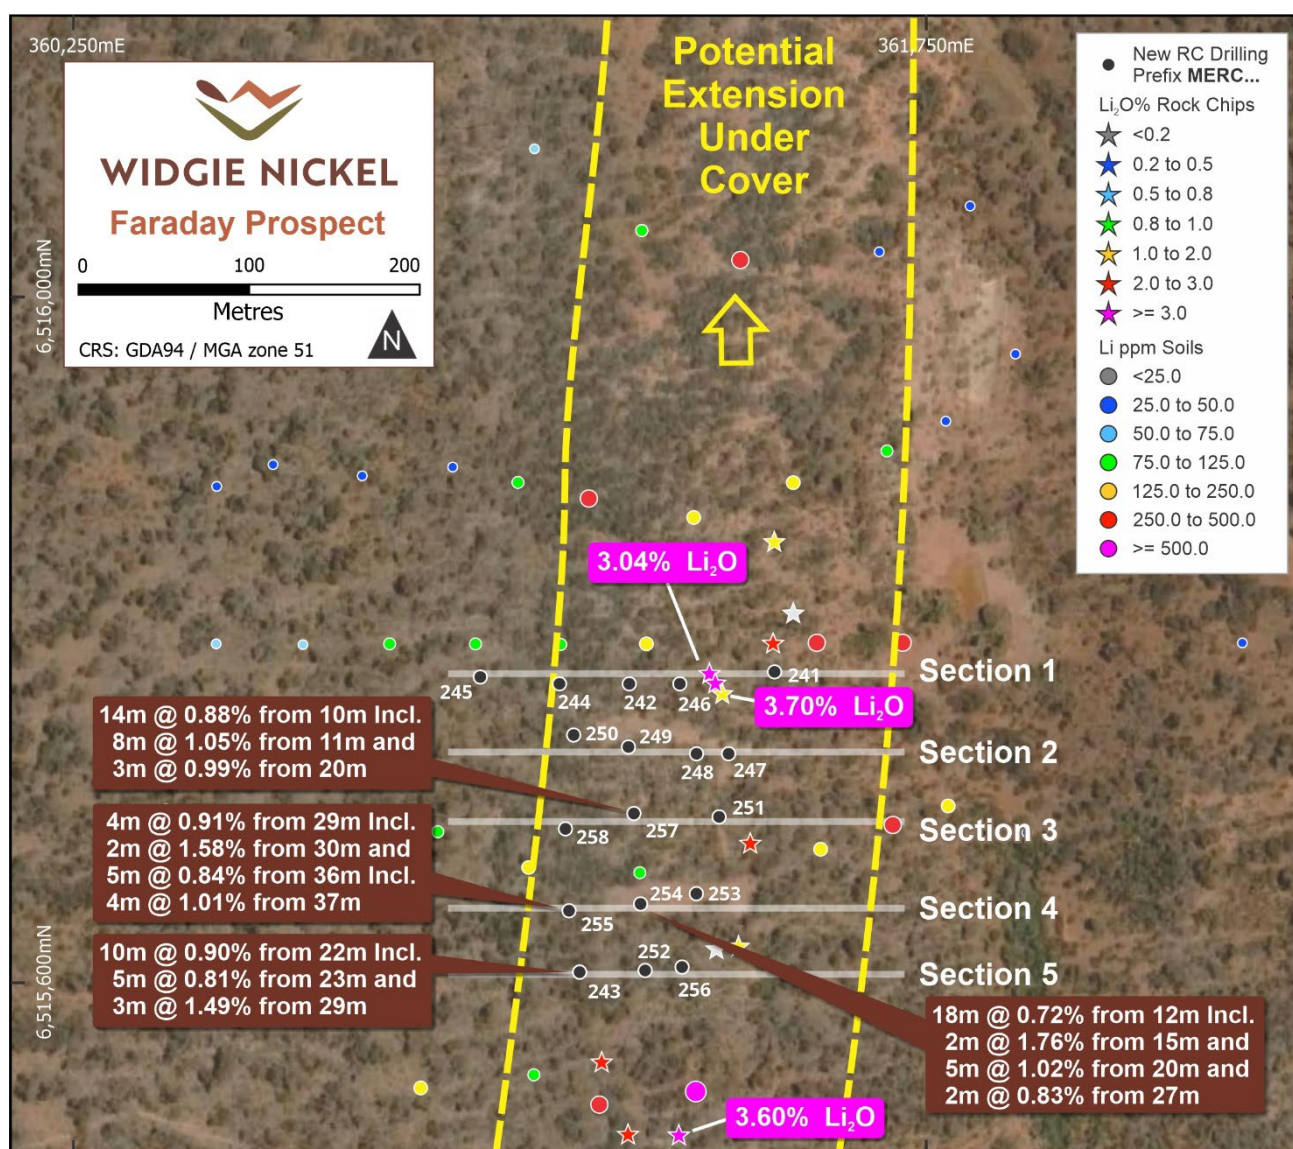 360,250mE
361,750mE
6,516,000mN
6,515,600mN
WIDGIE NICKEL
Faraday Prospect
0 100 200
Metres
CRS: GDA94 / MGA zone 51
N
Potential
Extension
Under
Cover
New RC Drilling
Prefix MERC...
Li₂O% Rock Chips
<0.2
0.2 to 0.5
0.5 to 0.8
0.8 to 1.0
1.0 to 2.0
2.0 to 3.0
>= 3.0
Li ppm Soils
<25.0
25.0 to 50.0
50.0 to 75.0
75.0 to 125.0
125.0 to 250.0
250.0 to 500.0
>= 500.0
3.04% Li₂O
241
Section 1
245
244
242
246
3.70% Li₂O
14m @ 0.88% from 10m Incl.
8m @ 1.05% from 11m and
3m @ 0.99% from 20m
250
249
248
247
Section 2
251
258
257
Section 3
4m @ 0.91% from 29m Incl.
2m @ 1.58% from 30m and
5m @ 0.84% from 36m Incl.
4m @ 1.01% from 37m
254
253
255
Section 4
10m @ 0.90% from 22m Incl.
5m @ 0.81% from 23m and
3m @ 1.49% from 29m
252
243
256
Section 5
18m @ 0.72% from 12m Incl.
2m @ 1.76% from 15m and
5m @ 1.02% from 20m and
2m @ 0.83% from 27m
3.60% Li₂O